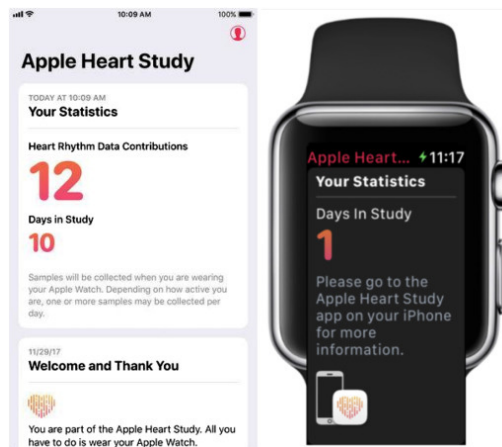 10:09 AM
100%
Apple Heart Study
TODAY AT 10:09 AM
Your Statistics
Heart Rhythm Data Contributions
12
Days in Study
10
Samples will be collected when you are wearing
your Apple Watch. Depending on how active you
are, one or more samples may be collected per
day.
11/29/17
Welcome and Thank You
You are part of the Apple Heart Study. All you
have to do is wear your Apple Watch.
Apple Heart... 11:17
Your Statistics
Days In Study
1
Please go to the
Apple Heart Study
app on your iPhone
for more
information.